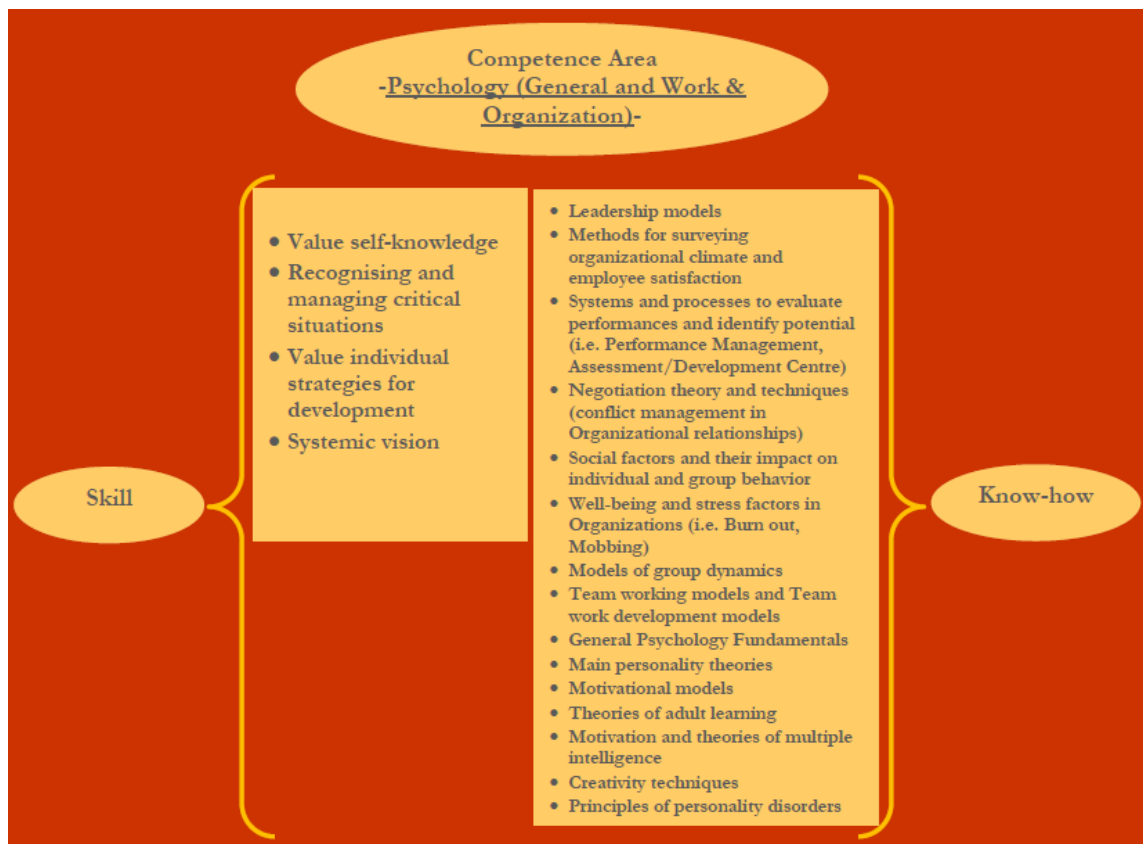 Competence Area
-Psychology (General and Work &
Organization)-
Skill
• Value self-knowledge
• Recognising and
managing critical
situations
• Value individual
strategies for
development
• Systemic vision
• Leadership models
• Methods for surveying
organizational climate and
employee satisfaction
• Systems and processes to evaluate
performances and identify potential
(i.e. Performance Management,
Assessment/Development Centre)
• Negotiation theory and techniques
(conflict management in
Organizational relationships)
• Social factors and their impact on
individual and group behavior
• Well-being and stress factors in
Organizations (i.e. Burn out,
Mobbing)
• Models of group dynamics
• Team working models and Team
work development models
• General Psychology Fundamentals
• Main personality theories
• Motivational models
• Theories of adult learning
• Motivation and theories of multiple
intelligence
• Creativity techniques
• Principles of personality disorders
Know-how